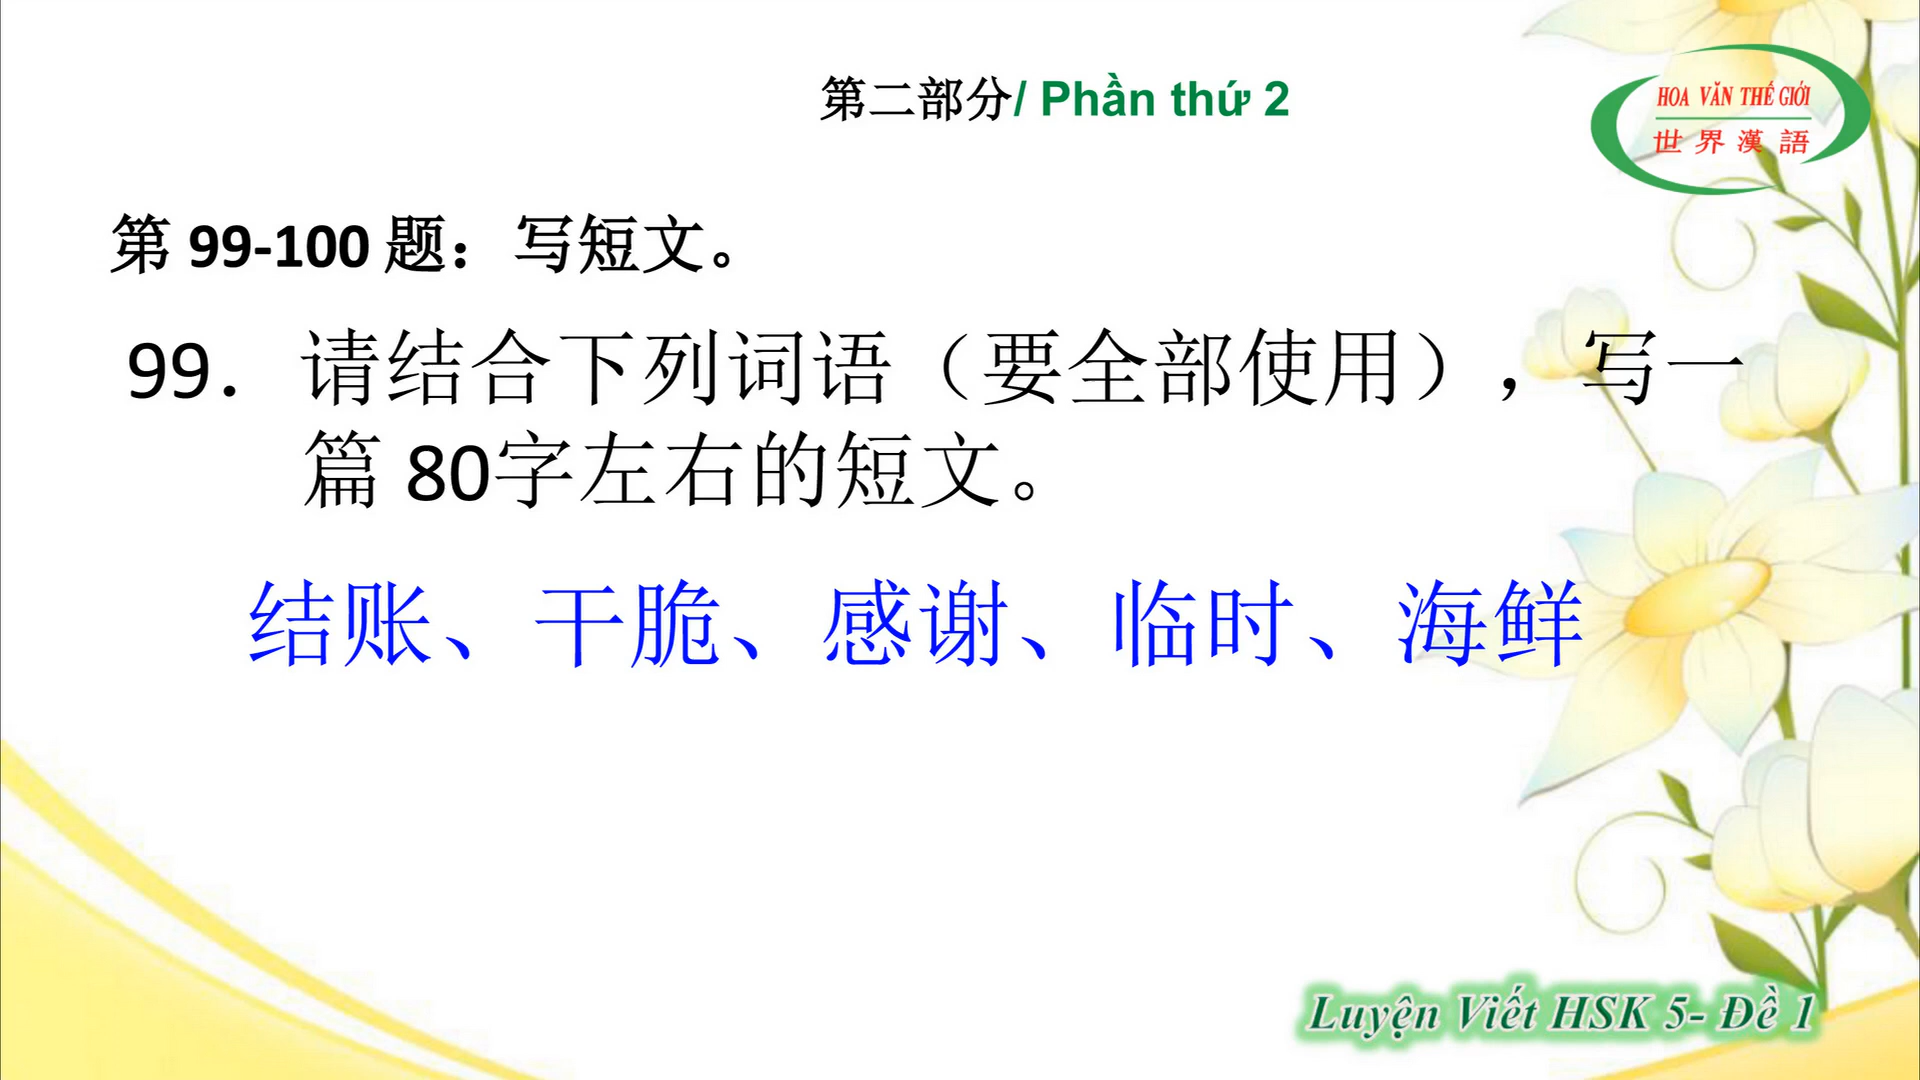 第二部分/ Phần thứ 2
HOA VĂN THẾ GIỚI
世界漢語
第 99-100 题：写短文。
99． 请结合下列词语（要全部使用），写一
篇 80字左右的短文。
结账、干脆、感谢、临时、海鲜
Luyện Viết HSK 5- Đề 1